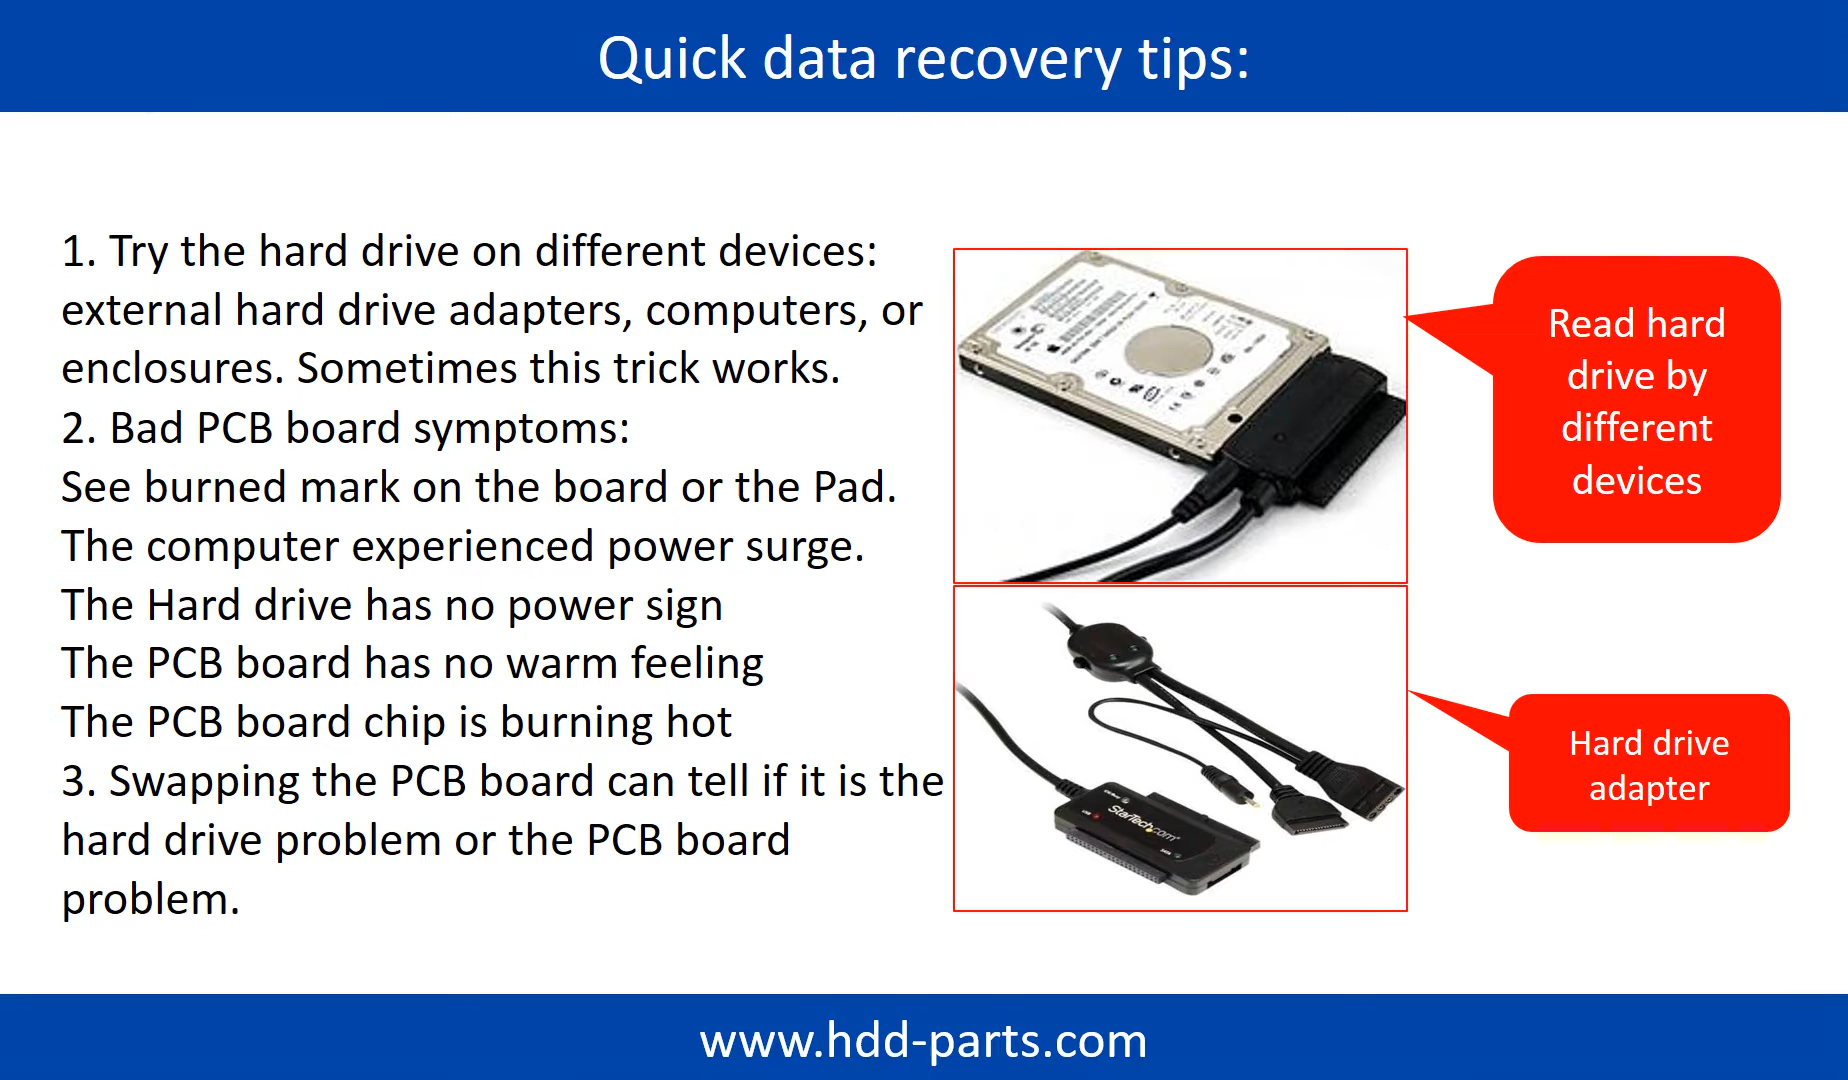 Quick data recovery tips:
1. Try the hard drive on different devices:
external hard drive adapters, computers, or
enclosures. Sometimes this trick works.
2. Bad PCB board symptoms:
See burned mark on the board or the Pad.
The computer experienced power surge.
The Hard drive has no power sign
The PCB board has no warm feeling
The PCB board chip is burning hot
3. Swapping the PCB board can tell if it is the
hard drive problem or the PCB board
problem.
Read hard
drive by
different
devices
StarTech.com
Hard drive
adapter
www.hdd-parts.com